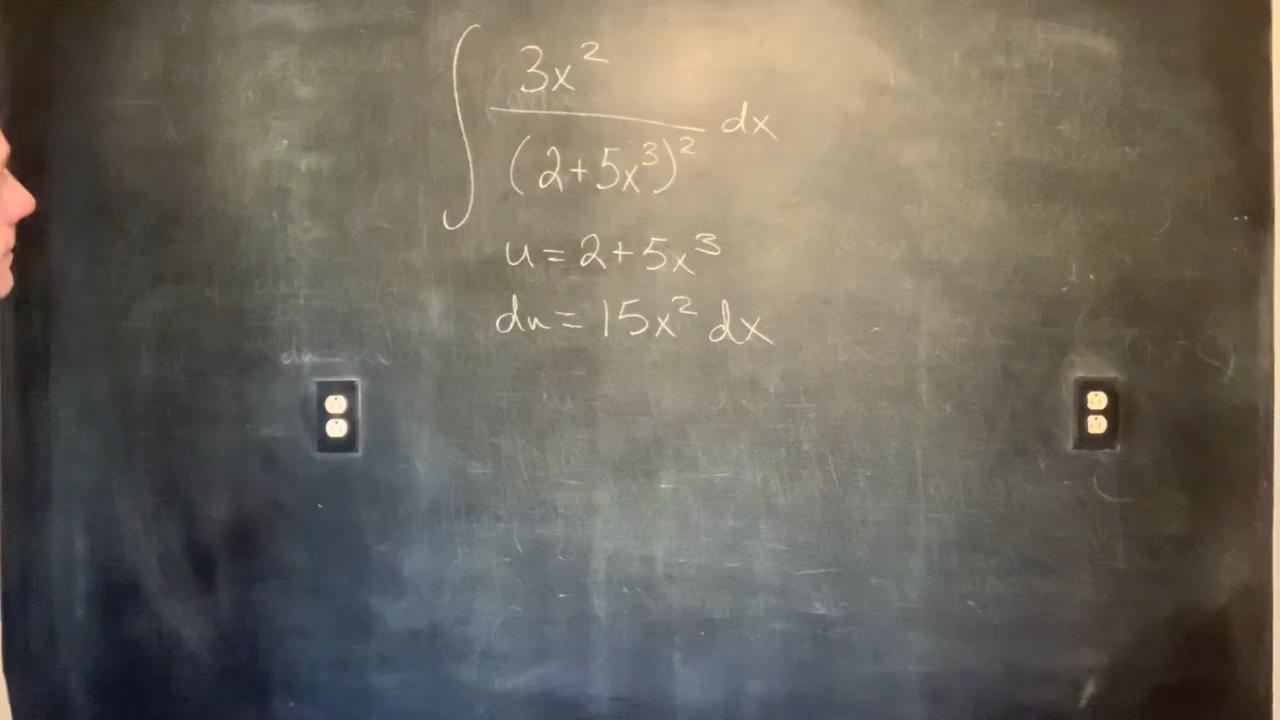 ∫ 3x² / (2+5x³)² dx
u = 2+5x³
du = 15x² dx